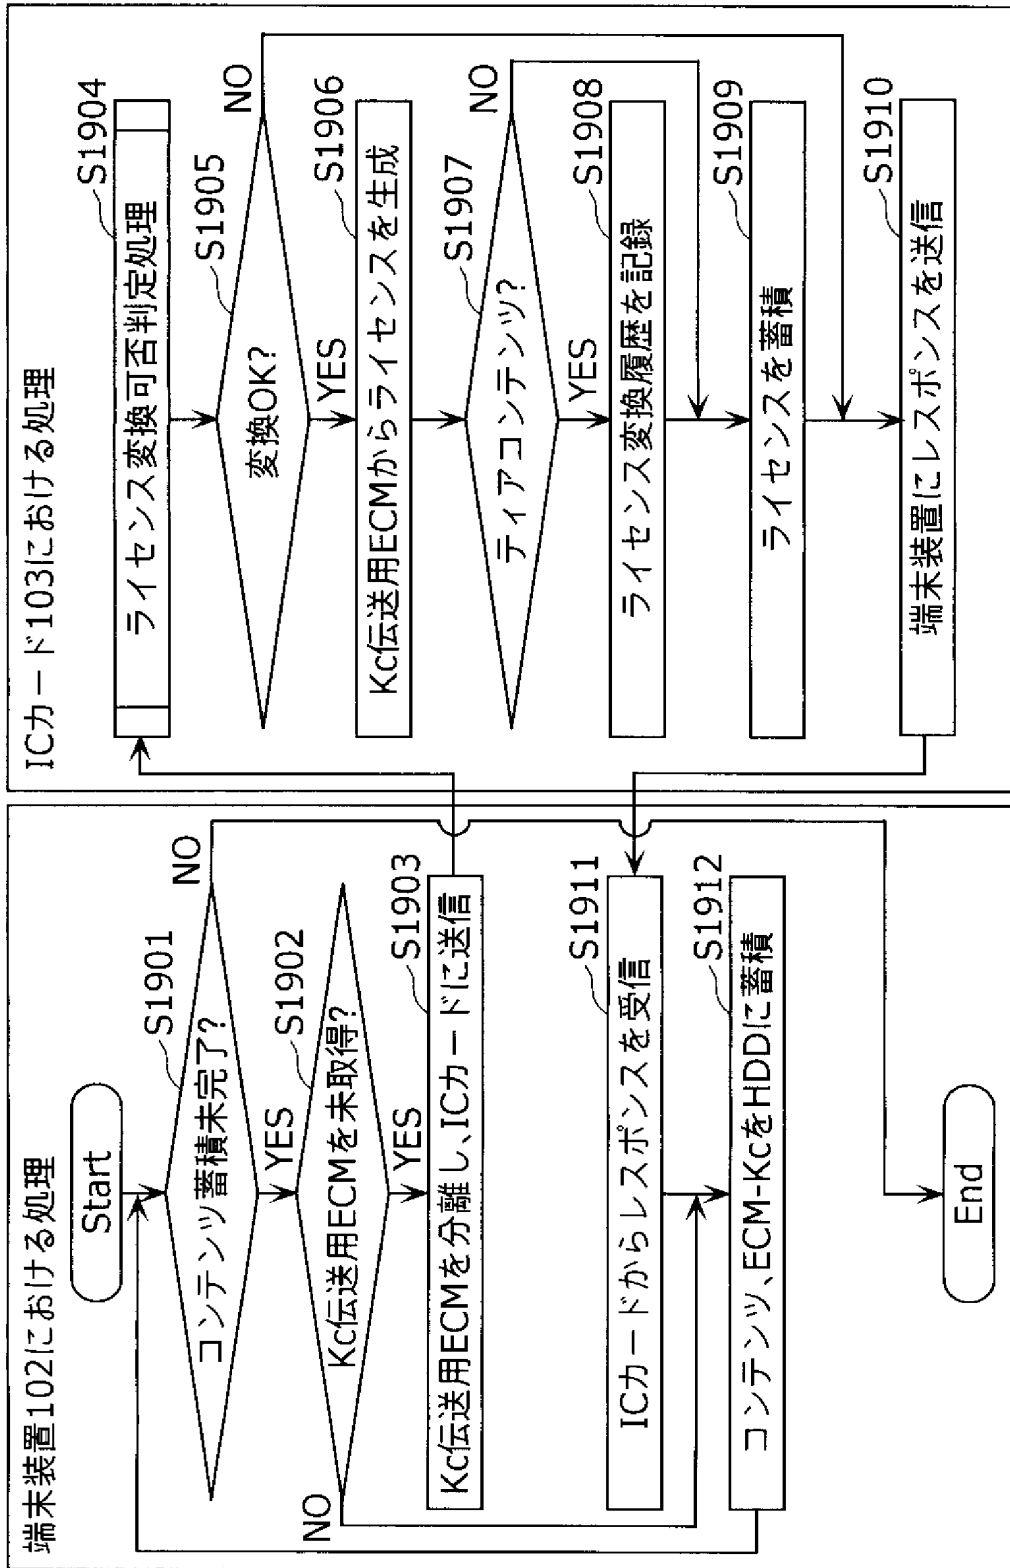 端末装置102における処理
Start
S1901
コンテンツ蓄積未完了?
NO
YES
S1902
Kc伝送用ECMを未取得?
NO
YES
S1903
Kc伝送用ECMを分離し、ICカードに送信
S1911
ICカードからレスポンスを受信
S1912
コンテンツ、ECM-KcをHDDに蓄積
End
ICカード103における処理
S1904
ライセンス変換可否判定処理
S1905
変換OK?
NO
YES
S1906
Kc伝送用ECMからライセンスを生成
S1907
ティアコンテンツ?
NO
YES
S1908
ライセンス変換履歴を記録
S1909
ライセンスを蓄積
S1910
端末装置にレスポンスを送信